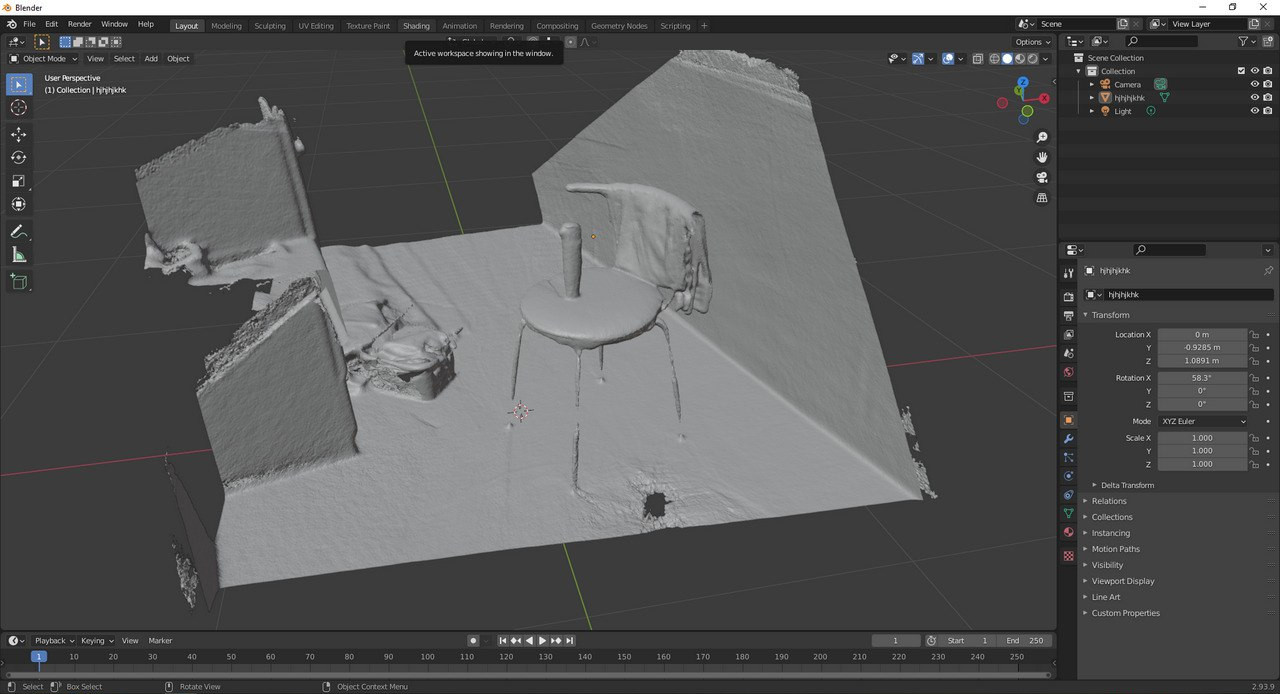 Blender
File Edit Render Window Help
Layout Modeling Sculpting UV Editing Texture Paint Shading Animation Rendering Compositing Geometry Nodes Scripting +
Scene
View Layer
Active workspace showing in the window.
Options
Object Mode View Select Add Object
User Perspective
(1) Collection | hjhjhjkhk
Z
Y
X
Scene Collection
Collection
Camera
hjhjhjkhk
Light
hjhjhjkhk
hjhjhjkhk
Transform
Location X 0 m
Y -0.9285 m
Z 1.0891 m
Rotation X 58.3°
Y 0°
Z 0°
Mode XYZ Euler
Scale X 1.000
Y 1.000
Z 1.000
Delta Transform
Relations
Collections
Instancing
Motion Paths
Visibility
Viewport Display
Line Art
Custom Properties
Playback Keying View Marker
1 Start 1 End 250
1 10 20 30 40 50 60 70 80 90 100 110 120 130 140 150 160 170 180 190 200 210 220 230 240 250
Select Box Select Rotate View Object Context Menu
2.93.9